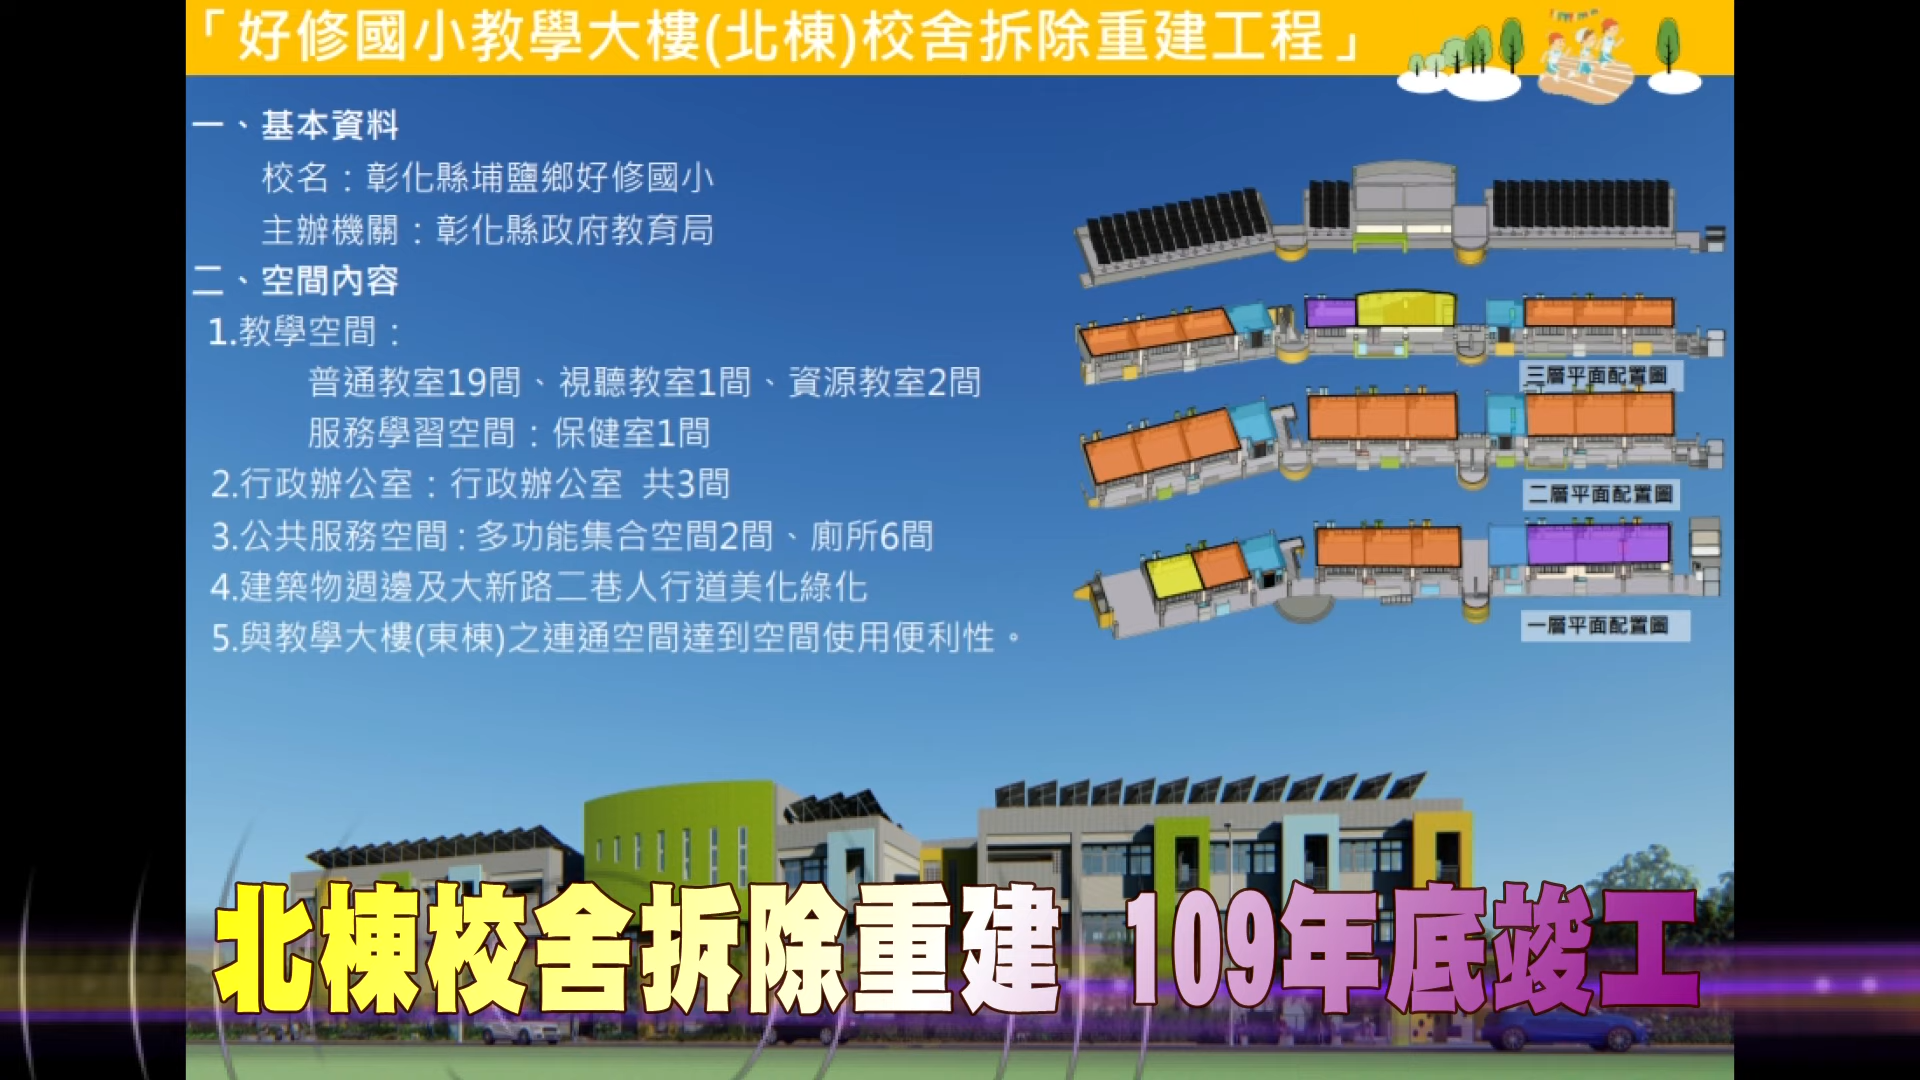 「好修國小教學大樓(北棟)校舍拆除重建工程」
一、基本資料
校名：彰化縣埔鹽鄉好修國小
主辦機關：彰化縣政府教育局
二、空間內容
1.教學空間：
普通教室19間、視聽教室1間、資源教室2間
服務學習空間：保健室1間
2.行政辦公室：行政辦公室 共3間
3.公共服務空間：多功能集合空間2間、廁所6間
4.建築物週邊及大新路二巷人行道美化綠化
5.與教學大樓(東棟)之連通空間達到空間使用便利性。
三層平面配置圖
二層平面配置圖
一層平面配置圖
北棟校舍拆除重建 109年底竣工